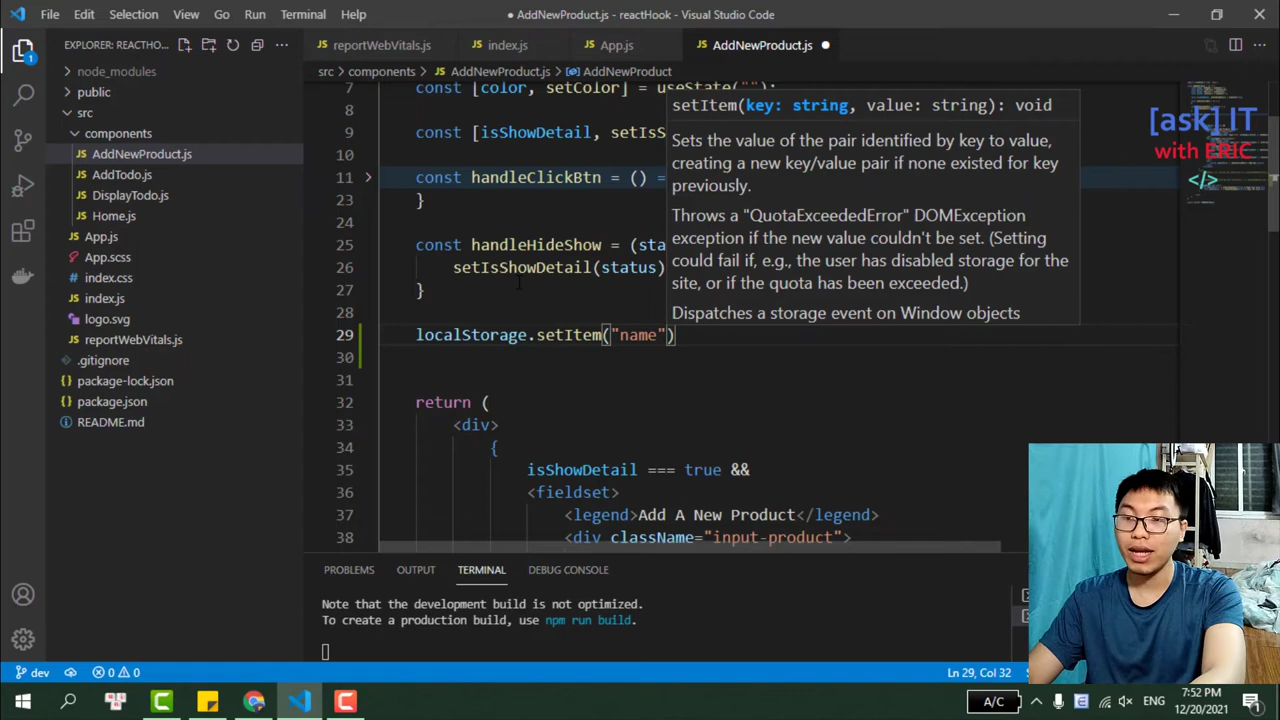 File Edit Selection View Go Run Terminal Help
● AddNewProduct.js - reactHook - Visual Studio Code
EXPLORER: REACTHO...
reportWebVitals.js
index.js
App.js
AddNewProduct.js
src > components > AddNewProduct.js > AddNewProduct
node_modules
public
src
components
AddNewProduct.js
AddTodo.js
DisplayTodo.js
Home.js
App.js
App.scss
index.css
index.js
logo.svg
reportWebVitals.js
.gitignore
package-lock.json
package.json
README.md
7 const [color, setColor] = useState("");
8
9 const [isShowDetail, setIsS
10
11 const handleClickBtn = () =
23 }
24
25 const handleHideShow = (sta
26 setIsShowDetail(status)
27 }
28
29 localStorage.setItem("name")
30
31
32 return (
33 <div>
34 {
35 isShowDetail === true &&
36 <fieldset>
37 <legend>Add A New Product</legend>
38 <div className="input-product">
setItem(key: string, value: string): void
Sets the value of the pair identified by key to value,
creating a new key/value pair if none existed for key
previously.
Throws a "QuotaExceededError" DOMException
exception if the new value couldn't be set. (Setting
could fail if, e.g., the user has disabled storage for the
site, or if the quota has been exceeded.)
Dispatches a storage event on Window objects
[ask] IT
with ERIC
</>
PROBLEMS OUTPUT TERMINAL DEBUG CONSOLE
Note that the development build is not optimized.
To create a production build, use npm run build.
1
dev
0 0
Ln 29, Col 32
A/C
ENG
7:52 PM
12/20/2021
1